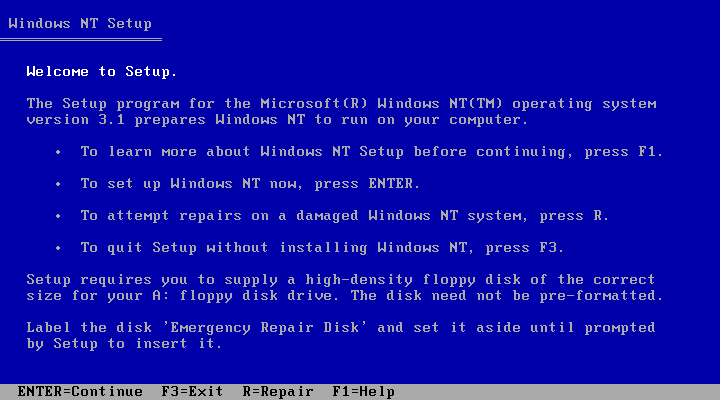 Windows NT Setup
Welcome to Setup.
The Setup program for the Microsoft(R) Windows NT(TM) operating system
version 3.1 prepares Windows NT to run on your computer.
• To learn more about Windows NT Setup before continuing, press F1.
• To set up Windows NT now, press ENTER.
• To attempt repairs on a damaged Windows NT system, press R.
• To quit Setup without installing Windows NT, press F3.
Setup requires you to supply a high-density floppy disk of the correct
size for your A: floppy disk drive. The disk need not be pre-formatted.
Label the disk 'Emergency Repair Disk' and set it aside until prompted
by Setup to insert it.
ENTER=Continue F3=Exit R=Repair F1=Help